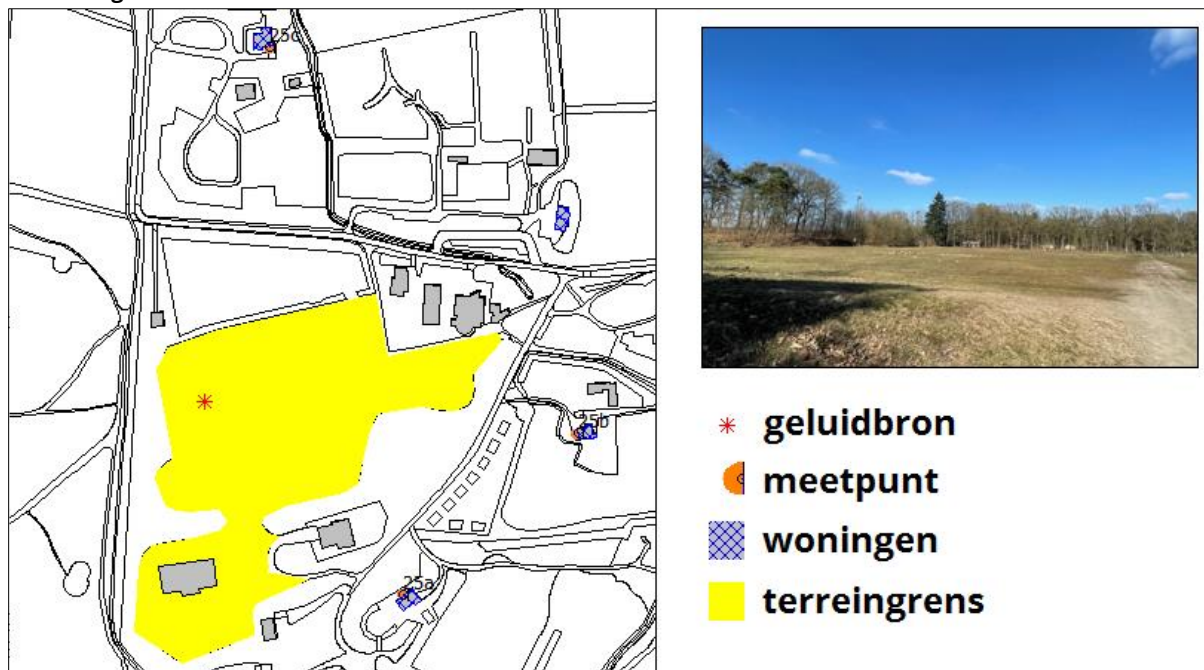 25c
25b
25a
geluidbron
meetpunt
woningen
terreingrens